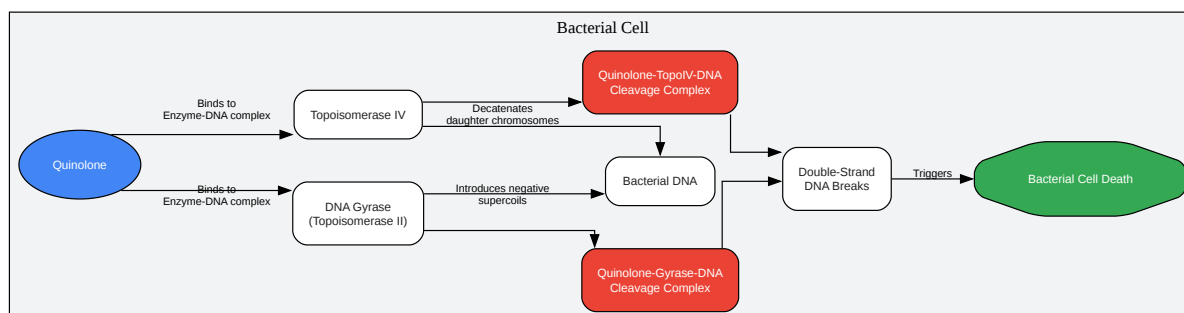 Bacterial Cell
Quinolone-TopoIV-DNA
Cleavage Complex
Binds to
Enzyme-DNA complex
Topoisomerase IV
Decatenates
daughter chromosomes
Quinolone
Bacterial DNA
Double-Strand
DNA Breaks
Triggers
Bacterial Cell Death
Binds to
Enzyme-DNA complex
DNA Gyrase
(Topoisomerase II)
Introduces negative
supercoils
Quinolone-Gyrase-DNA
Cleavage Complex